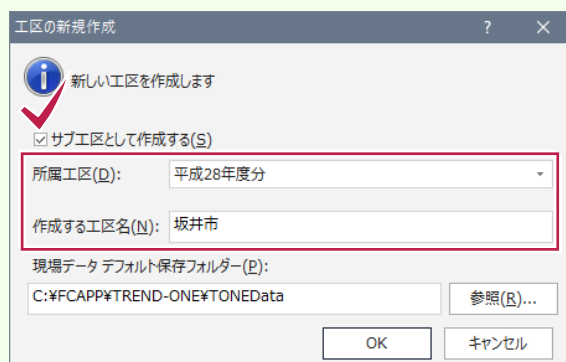 工区の新規作成 ? ×
新しい工区を作成します
サブ工区として作成する(S)
所属工区(D): 平成28年度分
作成する工区名(N): 坂井市
現場データ デフォルト保存フォルダー(P):
C:¥FCAPP¥TREND-ONE¥TONEData 参照(R)...
OK キャンセル